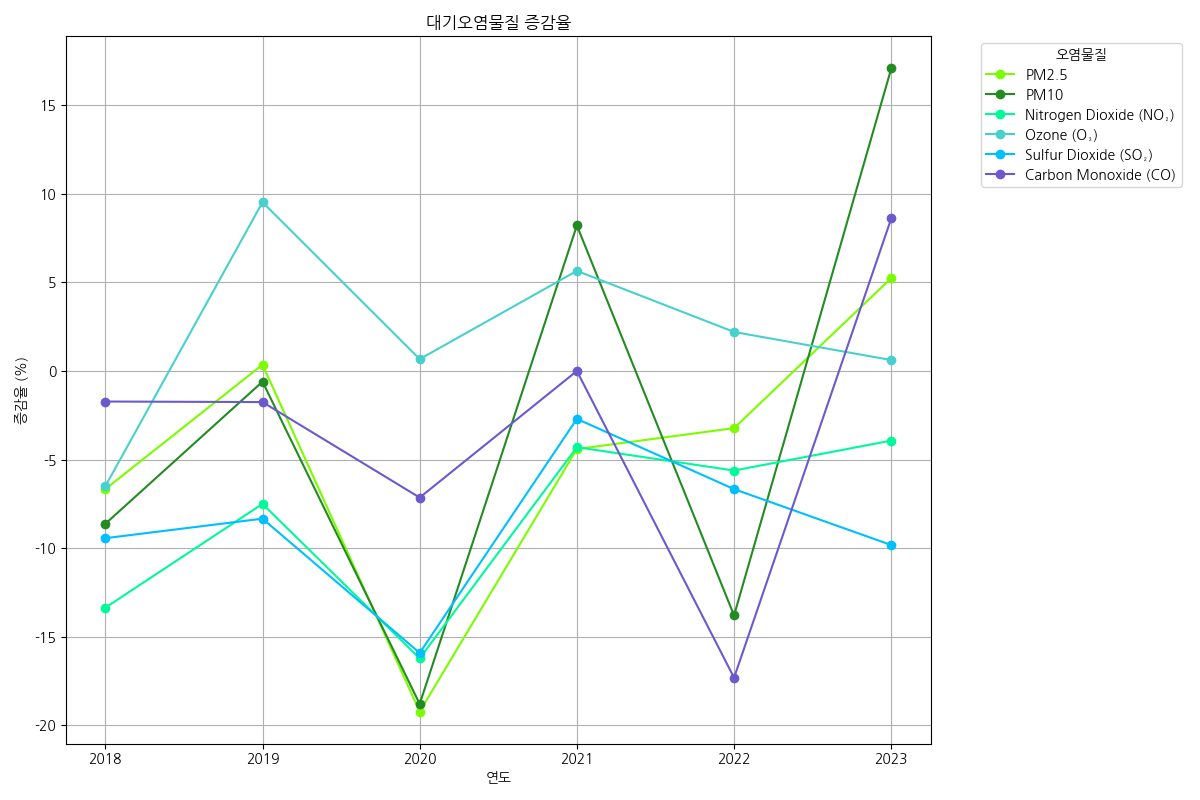 대기오염물질 증감율
오염물질
PM2.5
PM10
Nitrogen Dioxide (NO₂)
Ozone (O₃)
Sulfur Dioxide (SO₂)
Carbon Monoxide (CO)
증감율 (%)
15
10
5
0
-5
-10
-15
-20
2018 2019 2020 2021 2022 2023
연도